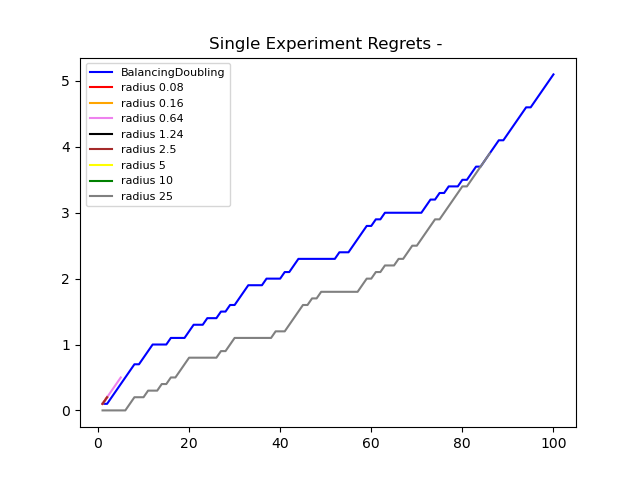 Single Experiment Regrets -
BalancingDoubling
radius 0.08
radius 0.16
radius 0.64
radius 1.24
radius 2.5
radius 5
radius 10
radius 25
5
4
3
2
1
0
0 20 40 60 80 100